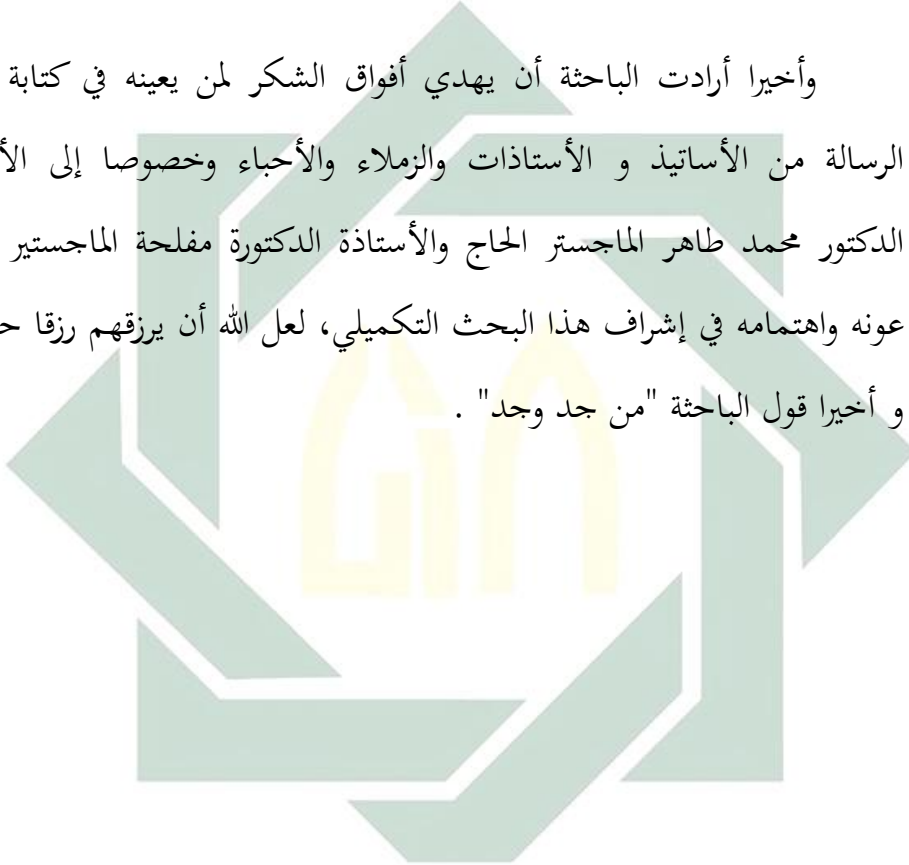 وأخيرا أرادت الباحثة أن يهدي أفواق الشكر لمن يعينه في كتابة
الرسالة من الأساتيذ و الأستاذات والزملاء والأحباء وخصوصا إلى
الدكتور محمد طاهر الماجستر الحاج والأستاذة الدكتورة مفلحة الماجستير
عونه واهتمامه في إشراف هذا البحث التكميلي، لعل الله أن يرزقهم رزقا
و أخيرا قول الباحثة "من جد وجد" .